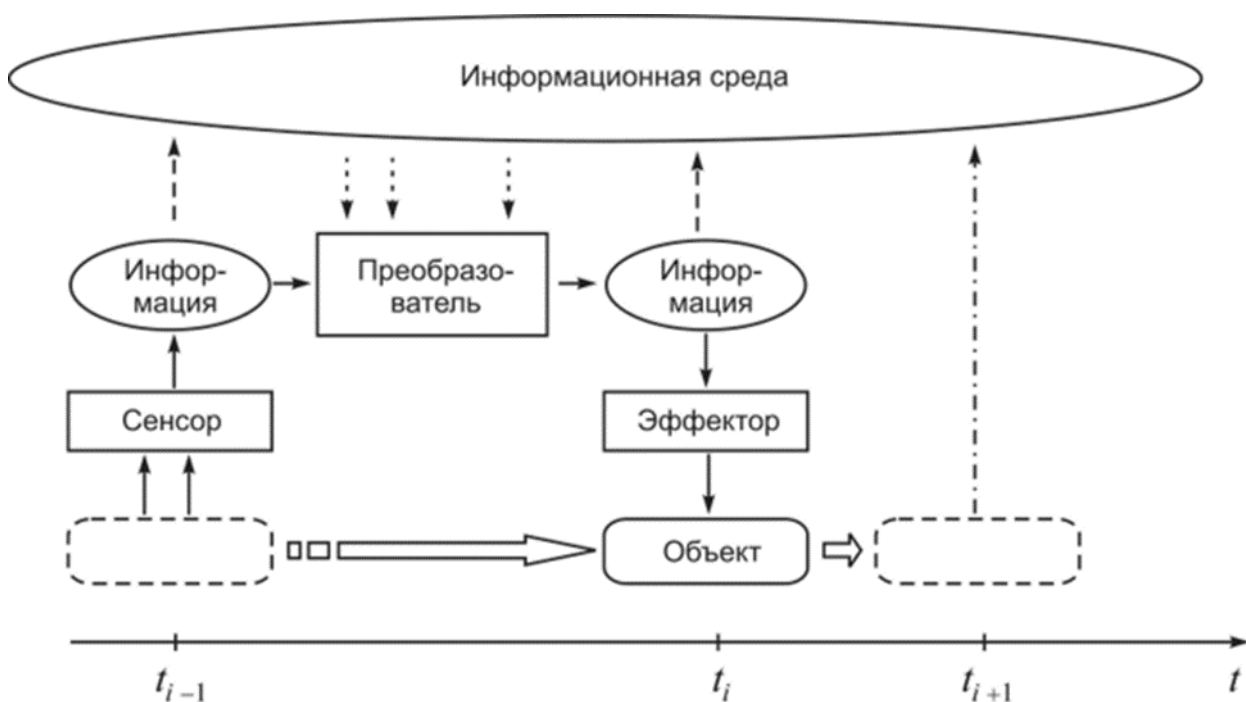 Информационная среда
Инфор-
мация
Преобразо-
ватель
Инфор-
мация
Сенсор
Эффектор
Объект
t i –1
t i
t i +1
t